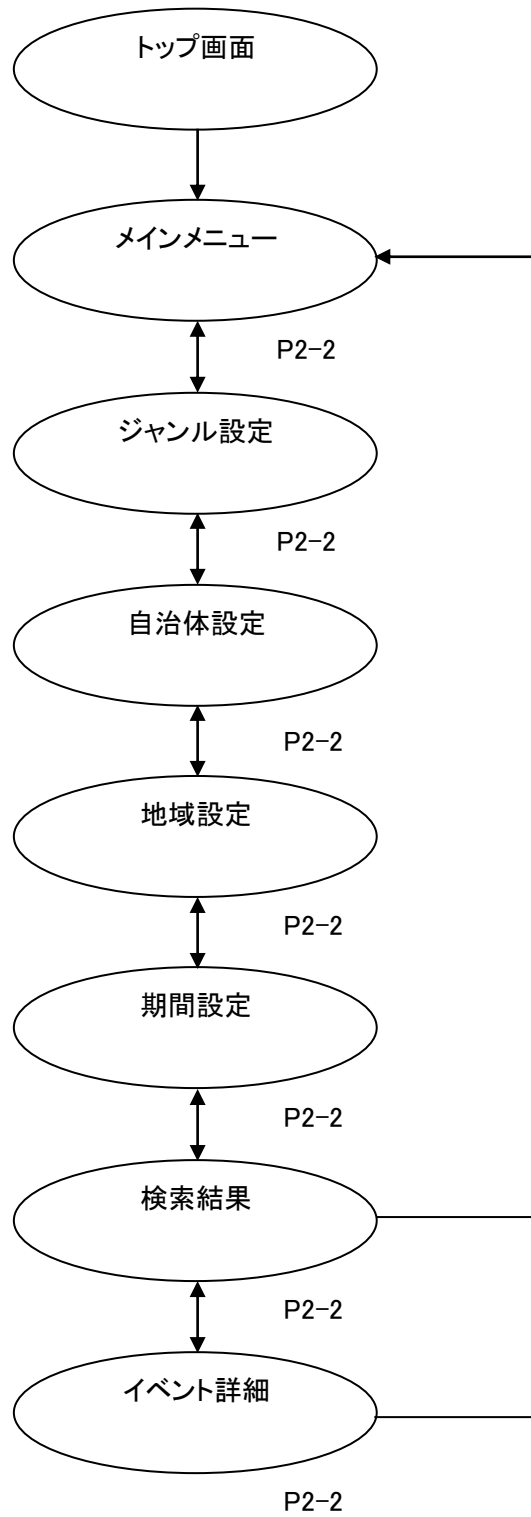 トップ画面
メインメニュー
P2-2
ジャンル設定
P2-2
自治体設定
P2-2
地域設定
P2-2
期間設定
P2-2
検索結果
P2-2
イベント詳細
P2-2